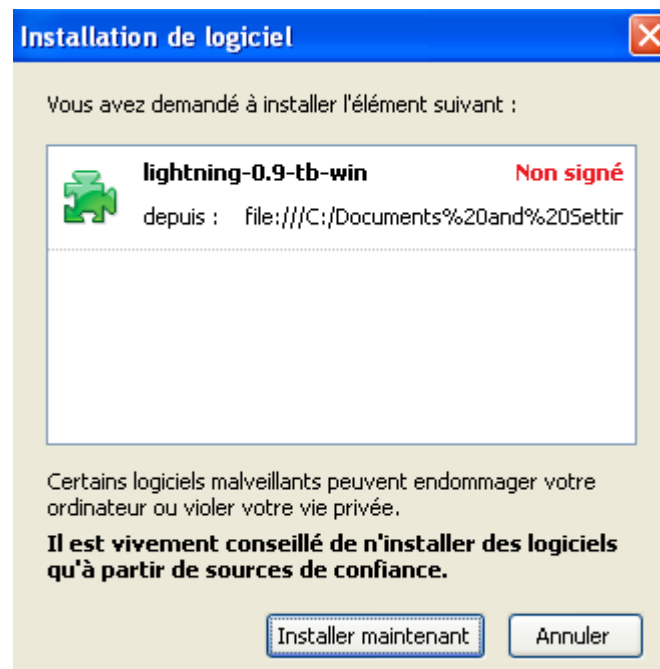 Installation de logiciel
Vous avez demandé à installer l'élément suivant :
lightning-0.9-tb-win Non signé
depuis : file:///C:/Documents%20and%20Settir
Certains logiciels malveillants peuvent endommager votre
ordinateur ou violer votre vie privée.
Il est vivement conseillé de n'installer des logiciels
qu'à partir de sources de confiance.
Installer maintenant Annuler